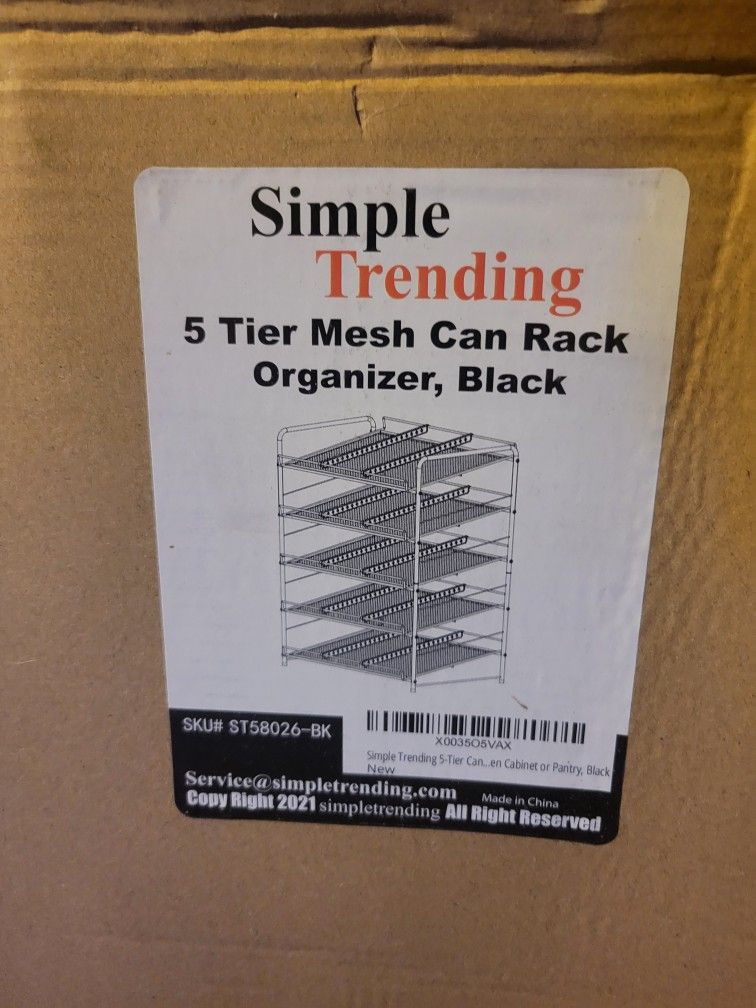 Simple
Trending
5 Tier Mesh Can Rack
Organizer, Black
SKU# ST58026-BK
X0035O5VAX
Simple Trending 5-Tier Can...en Cabinet or Pantry, Black
New
Service@simpletrending.com
Made in China
Copy Right 2021 simpletrending All Right Reserved